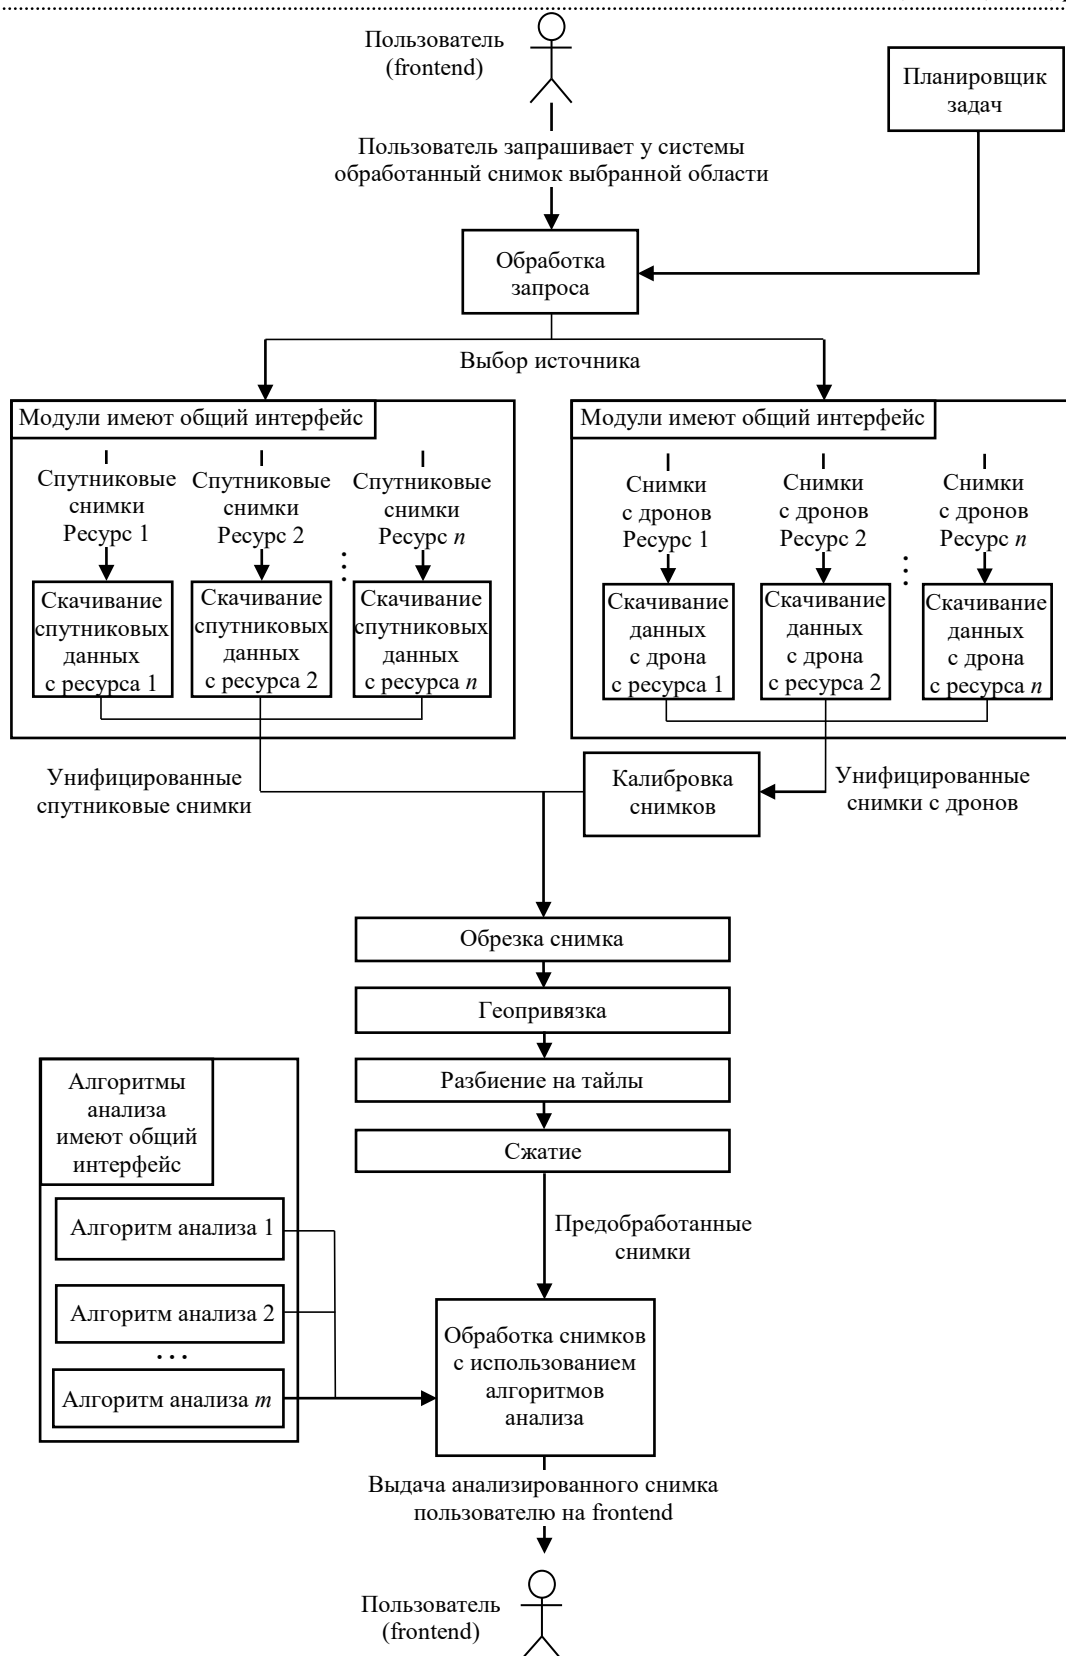 Пользователь
(frontend)
Планировщик
задач
Пользователь запрашивает у системы
обработанный снимок выбранной области
Обработка
запроса
Выбор источника
Модули имеют общий интерфейс
Спутниковые
снимки
Ресурс 1
Спутниковые
снимки
Ресурс 2
Спутниковые
снимки
Ресурс n
...
Скачивание
спутниковых
данных
с ресурса 1
Скачивание
спутниковых
данных
с ресурса 2
Скачивание
спутниковых
данных
с ресурса n
Модули имеют общий интерфейс
Снимки
с дронов
Ресурс 1
Снимки
с дронов
Ресурс 2
Снимки
с дронов
Ресурс n
...
Скачивание
данных
с дрона
с ресурса 1
Скачивание
данных
с дрона
с ресурса 2
Скачивание
данных
с дрона
с ресурса n
Унифицированные
спутниковые снимки
Калибровка
снимков
Унифицированные
снимки с дронов
Обрезка снимка
Геопривязка
Разбиение на тайлы
Сжатие
Алгоритмы
анализа
имеют общий
интерфейс
Алгоритм анализа 1
Алгоритм анализа 2
...
Алгоритм анализа m
Предобработанные
снимки
Обработка снимков
с использованием
алгоритмов
анализа
Выдача анализированного снимка
пользователю на frontend
Пользователь
(frontend)